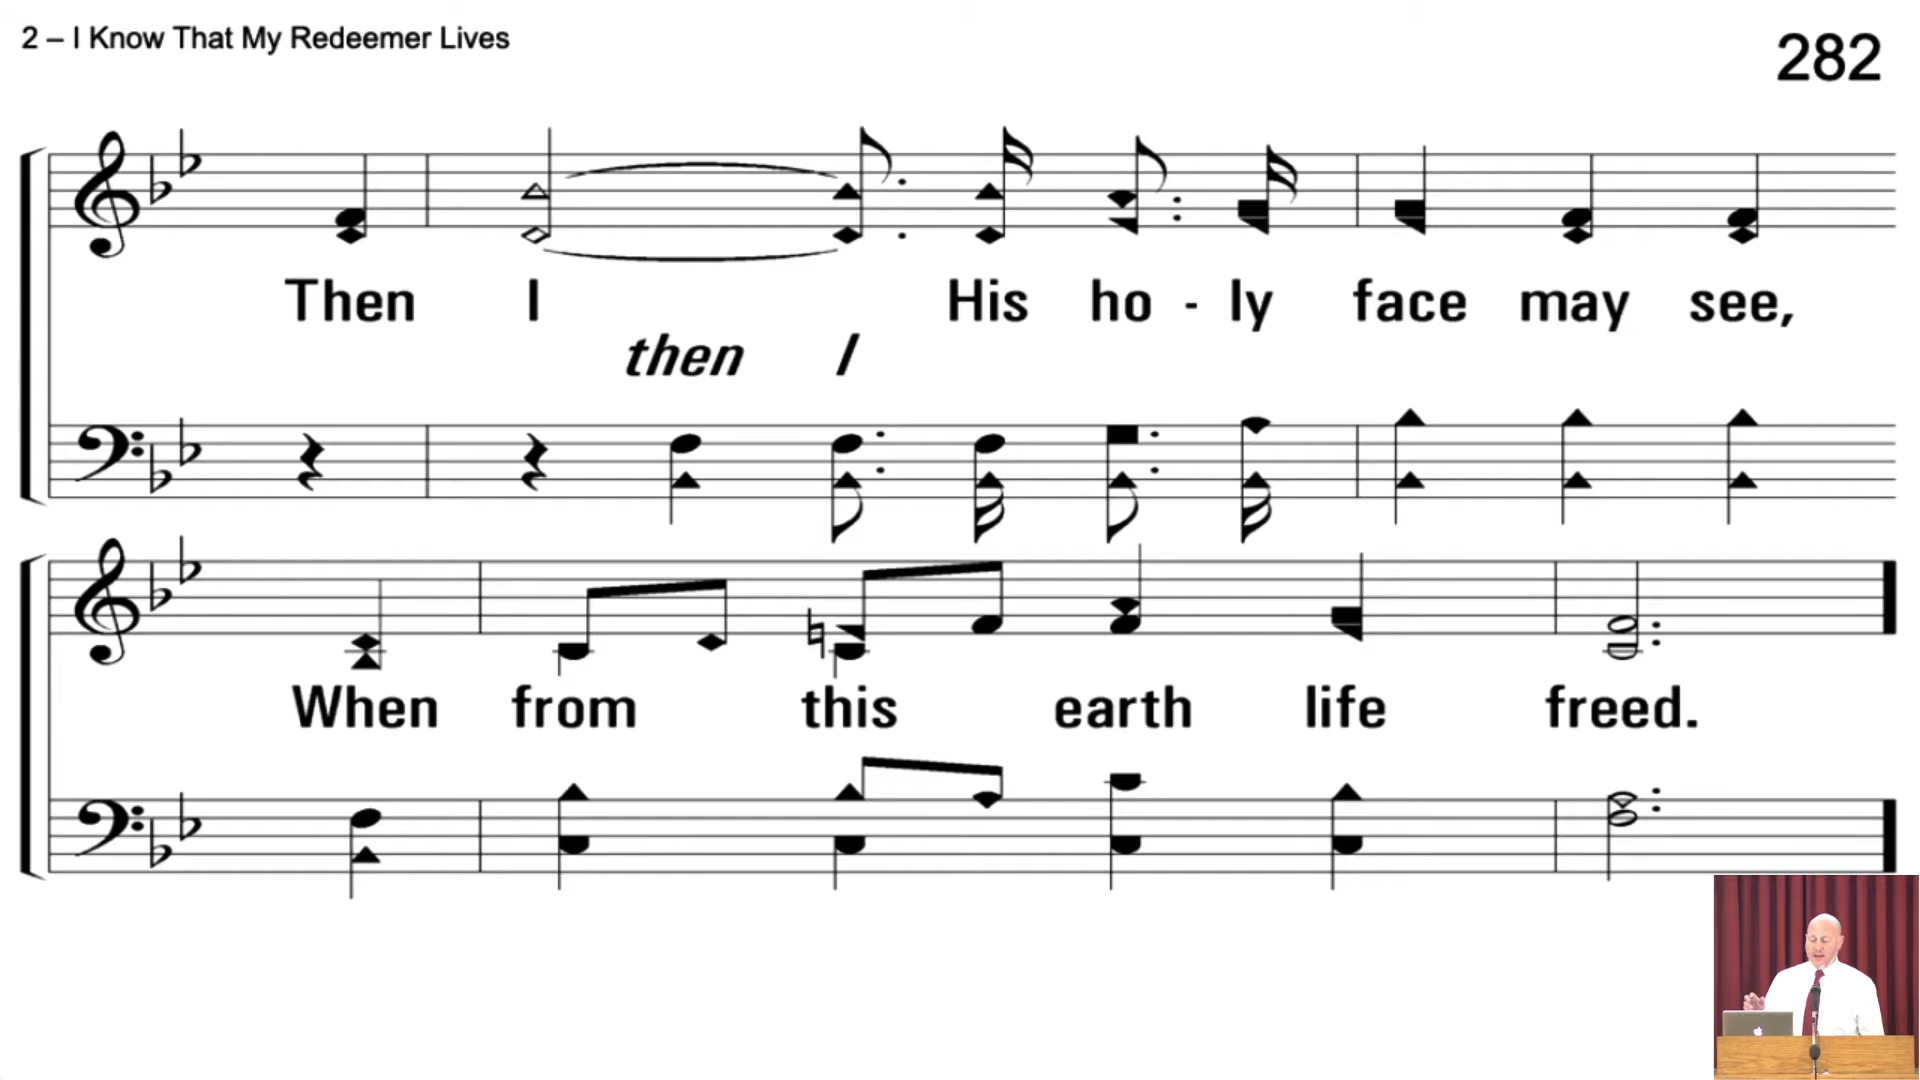 2 – I Know That My Redeemer Lives
282
Then I His ho - ly face may see,
then I
When from this earth life freed.